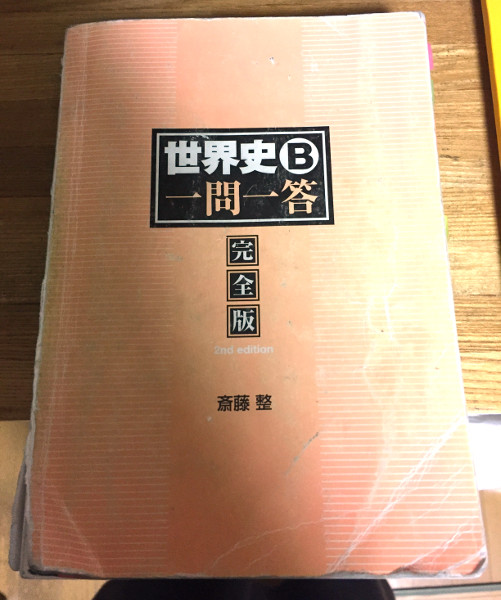 世界史B
一問一答
完
全
版
2nd edition
斎藤 整